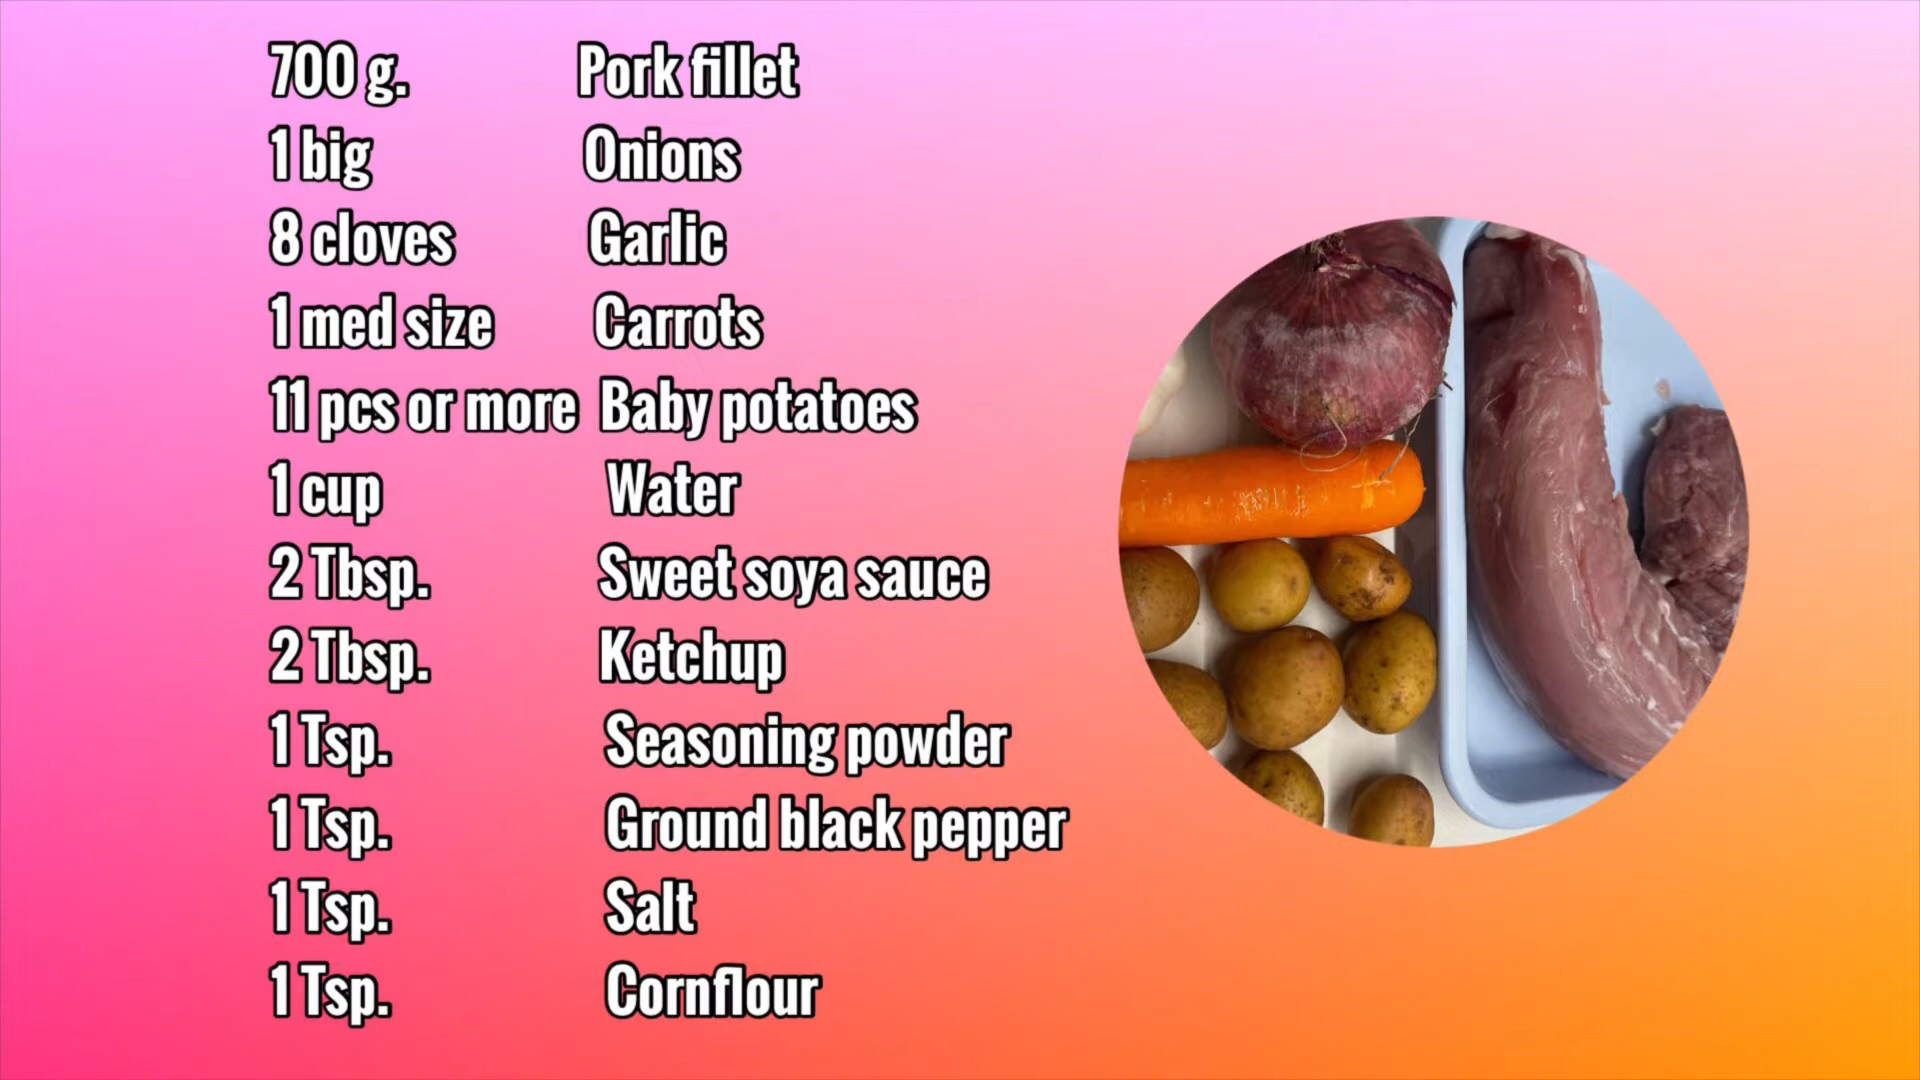 700 g. Pork fillet
1 big Onions
8 cloves Garlic
1 med size Carrots
11 pcs or more Baby potatoes
1 cup Water
2 Tbsp. Sweet soya sauce
2 Tbsp. Ketchup
1 Tsp. Seasoning powder
1 Tsp. Ground black pepper
1 Tsp. Salt
1 Tsp. Cornflour